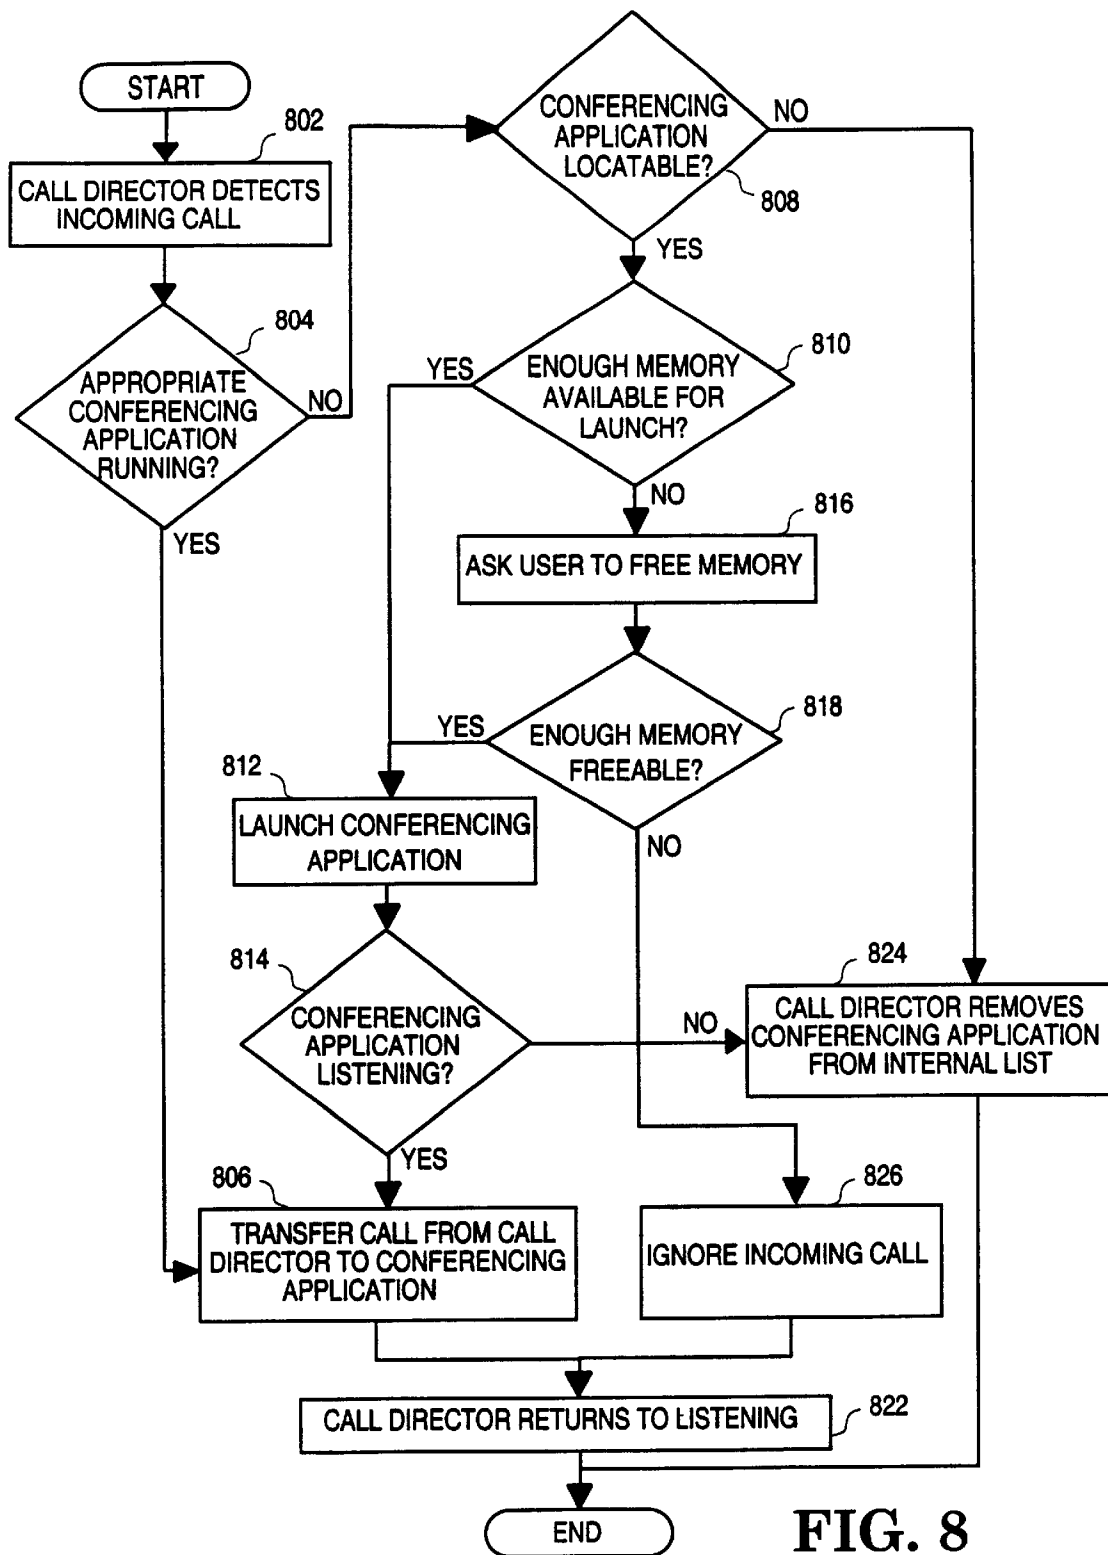 START
802
CALL DIRECTOR DETECTS
INCOMING CALL
804
APPROPRIATE
CONFERENCING
APPLICATION
RUNNING?
NO
YES
CONFERENCING
APPLICATION
LOCATABLE?
NO
808
YES
810
ENOUGH MEMORY
AVAILABLE FOR
LAUNCH?
YES
NO
816
ASK USER TO FREE MEMORY
818
ENOUGH MEMORY
FREEABLE?
YES
NO
812
LAUNCH CONFERENCING
APPLICATION
814
CONFERENCING
APPLICATION
LISTENING?
NO
YES
824
CALL DIRECTOR REMOVES
CONFERENCING APPLICATION
FROM INTERNAL LIST
806
TRANSFER CALL FROM CALL
DIRECTOR TO CONFERENCING
APPLICATION
826
IGNORE INCOMING CALL
CALL DIRECTOR RETURNS TO LISTENING
822
END
FIG. 8